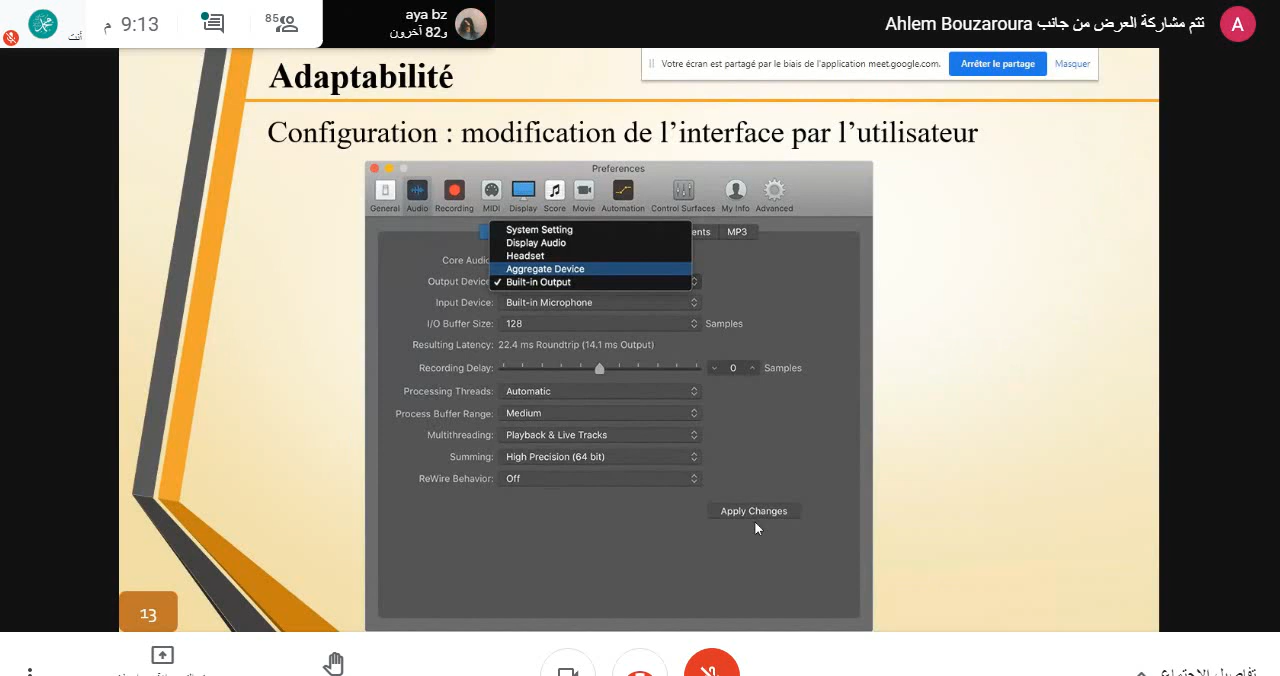 تتم مشاركة العرض من جانب Ahlem Bouzaroura
A
aya bz
و82 آخرون
85
9:13 م
أنت
Votre écran est partagé par le biais de l'application meet.google.com.
Arrêter le partage
Masquer
Adaptabilité
Configuration : modification de l'interface par l'utilisateur
Preferences
General Audio Recording MIDI Display Score Movie Automation Control Surfaces My Info Advanced
MP3
System Setting
Display Audio
Headset
Aggregate Device
✓ Built-in Output
Core Audio
Output Device
Input Device: Built-in Microphone
I/O Buffer Size: 128 Samples
Resulting Latency: 22.4 ms Roundtrip (14.1 ms Output)
Recording Delay: 0 Samples
Processing Threads: Automatic
Process Buffer Range: Medium
Multithreading: Playback & Live Tracks
Summing: High Precision (64 bit)
ReWire Behavior: Off
Apply Changes
13
تفاصيل الاجتماع